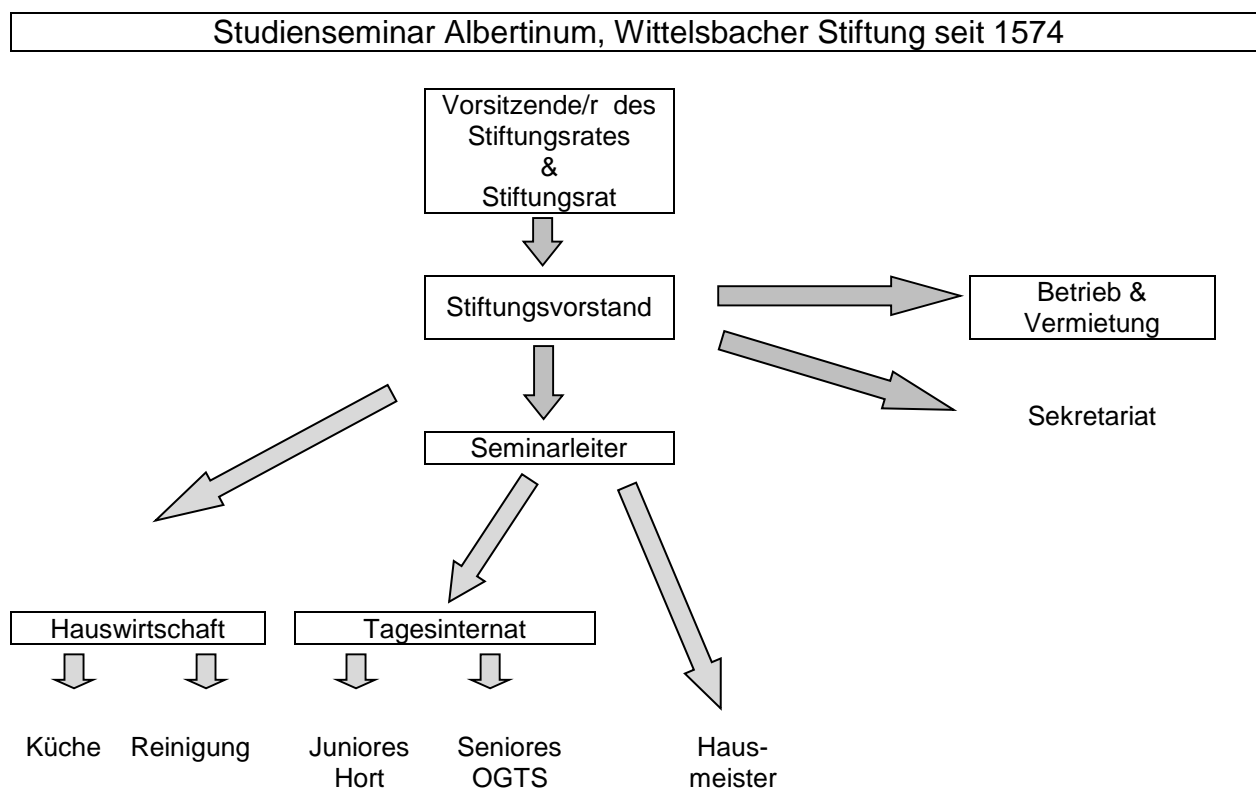 Studienseminar Albertinum, Wittelsbacher Stiftung seit 1574
Vorsitzende/r des
Stiftungsrates
&
Stiftungsrat
Stiftungsvorstand
Betrieb &
Vermietung
Sekretariat
Seminarleiter
Hauswirtschaft
Tagesinternat
Küche
Reinigung
Juniores
Hort
Seniores
OGTS
Haus-
meister